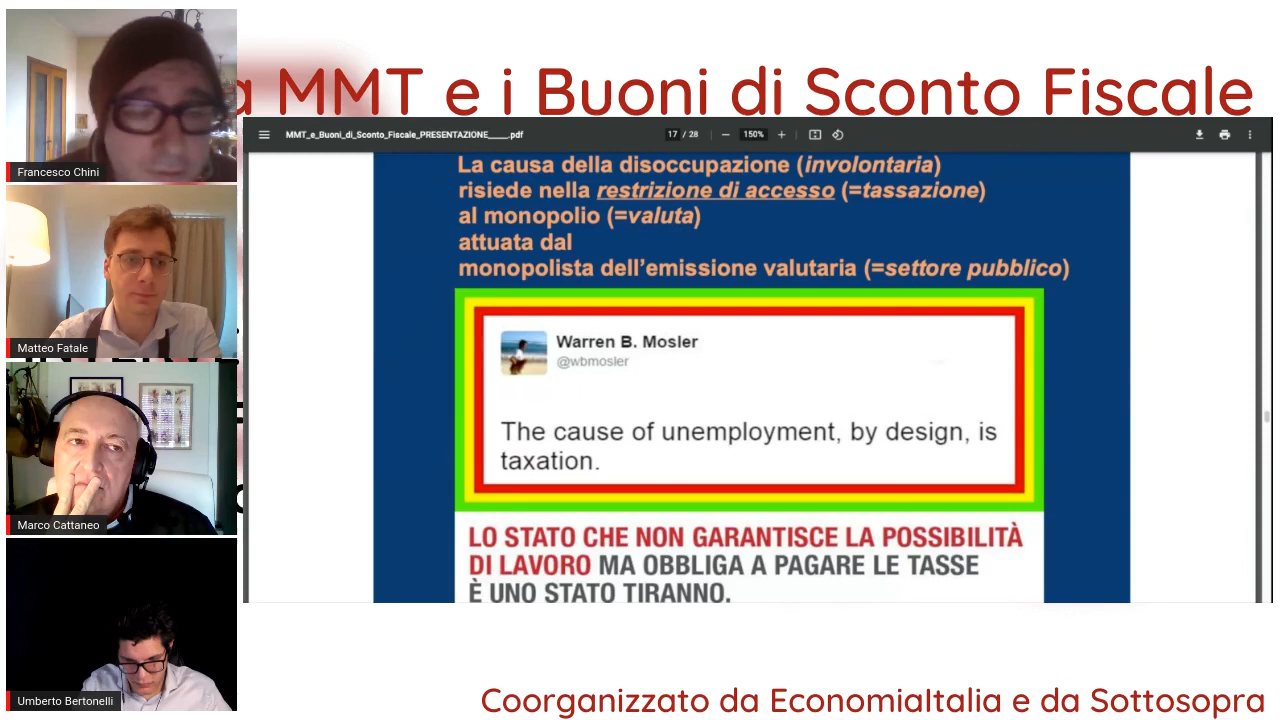 a MMT e i Buoni di Sconto Fiscale
MMT_e_Buoni_di_Sconto_Fiscale_PRESENTAZIONE____.pdf
17 / 28
150%
La causa della disoccupazione (involontaria)
risiede nella restrizione di accesso (=tassazione)
al monopolio (=valuta)
attuata dal
monopolista dell'emissione valutaria (=settore pubblico)
Warren B. Mosler
@wbmosler
The cause of unemployment, by design, is
taxation.
LO STATO CHE NON GARANTISCE LA POSSIBILITÀ
DI LAVORO MA OBBLIGA A PAGARE LE TASSE
È UNO STATO TIRANNO.
Francesco Chini
Matteo Fatale
Marco Cattaneo
Umberto Bertonelli
Coorganizzato da EconomiaItalia e da Sottosopra